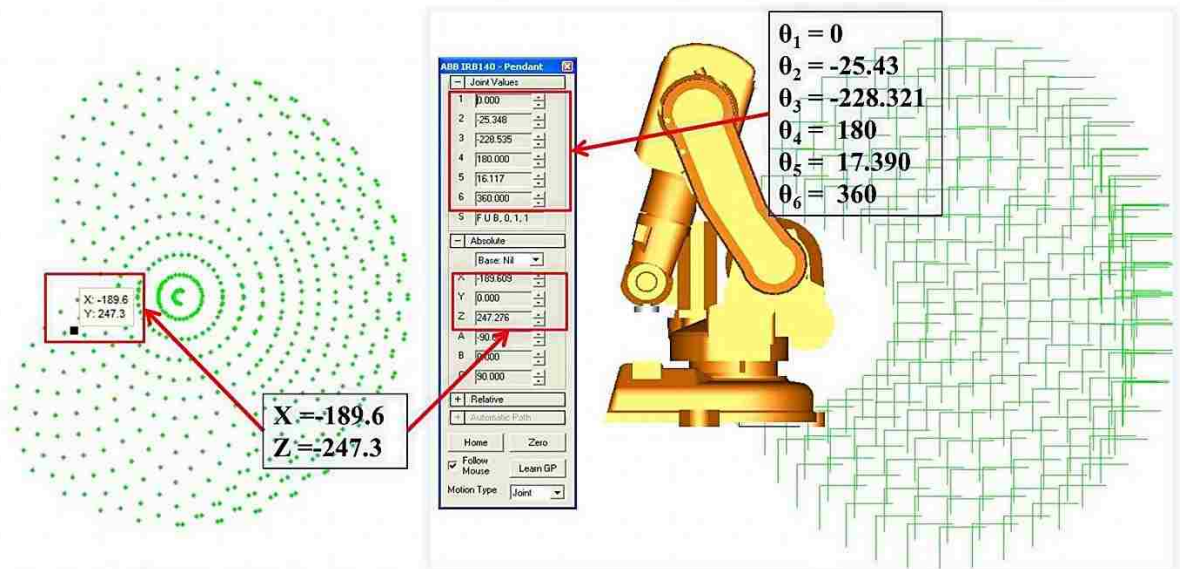 X: -189.6
Y: 247.3
X =-189.6
Z =-247.3
ABB IRB140 - Pendant
Joint Values
1 0.000
2 -25.348
3 -228.535
4 180.000
5 16.117
6 360.000
S F U B, 0, 1, 1
Absolute
Base: Nil
X -189.609
Y 0.000
Z 247.276
A
B 0.000
90.000
Relative
Automatic Path
Home Zero
Follow Mouse
Learn GP
Motion Type Joint
θ1 = 0
θ2 = -25.43
θ3 = -228.321
θ4 = 180
θ5 = 17.390
θ6 = 360